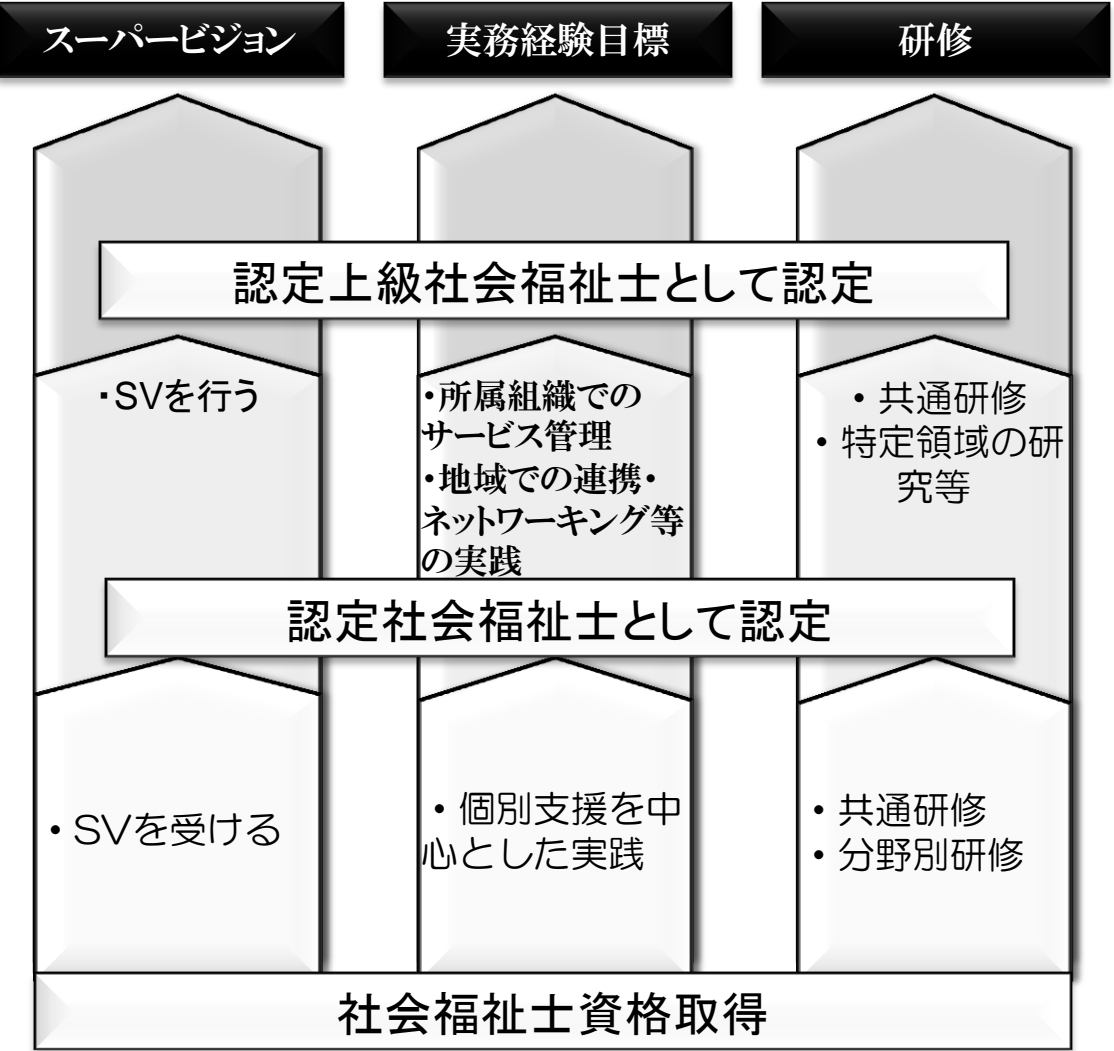 スーパービジョン
実務経験目標
研修
認定上級社会福祉士として認定
・SVを行う
・所属組織での
サービス管理
・地域での連携・
ネットワーキング等
の実践
・共通研修
・特定領域の研
究等
認定社会福祉士として認定
・SVを受ける
・個別支援を中
心とした実践
・共通研修
・分野別研修
社会福祉士資格取得